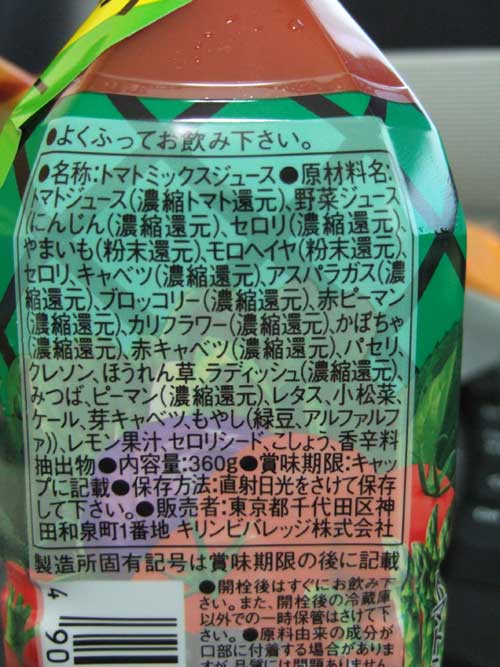 ●よくふってお飲み下さい。
●名称:トマトミックスジュース●原材料名:
トマトジュース(濃縮トマト還元)、野菜ジュース
(にんじん(濃縮還元)、セロリ(濃縮還元)、
やまいも(粉末還元)、モロヘイヤ(粉末還元)、
セロリ、キャベツ(濃縮還元)、アスパラガス(濃
縮還元)、ブロッコリー(濃縮還元)、赤ピーマン
(濃縮還元)、カリフラワー(濃縮還元)、かぼちゃ
(濃縮還元)、赤キャベツ(濃縮還元)、パセリ、
クレソン、ほうれん草、ラディッシュ(濃縮還元)、
みつば、ピーマン(濃縮還元)、レタス、小松菜、
ケール、芽キャベツ、もやし(緑豆、アルファルフ
ァ))、レモン果汁、セロリシード、こしょう、香辛料
抽出物●内容量:360g●賞味期限:キャッ
プに記載●保存方法:直射日光をさけて保存
して下さい。●販売者:東京都千代田区神
田和泉町1番地 キリンビバレッジ株式会社
製造所固有記号は賞味期限の後に記載
●開栓後はすぐにお飲み下
さい。また、開栓後の冷蔵庫
以外での一時保管はさけて下
さい。●原料由来の成分が
口部に付着する場合がありま
すが、品質には問題ありません
4 90